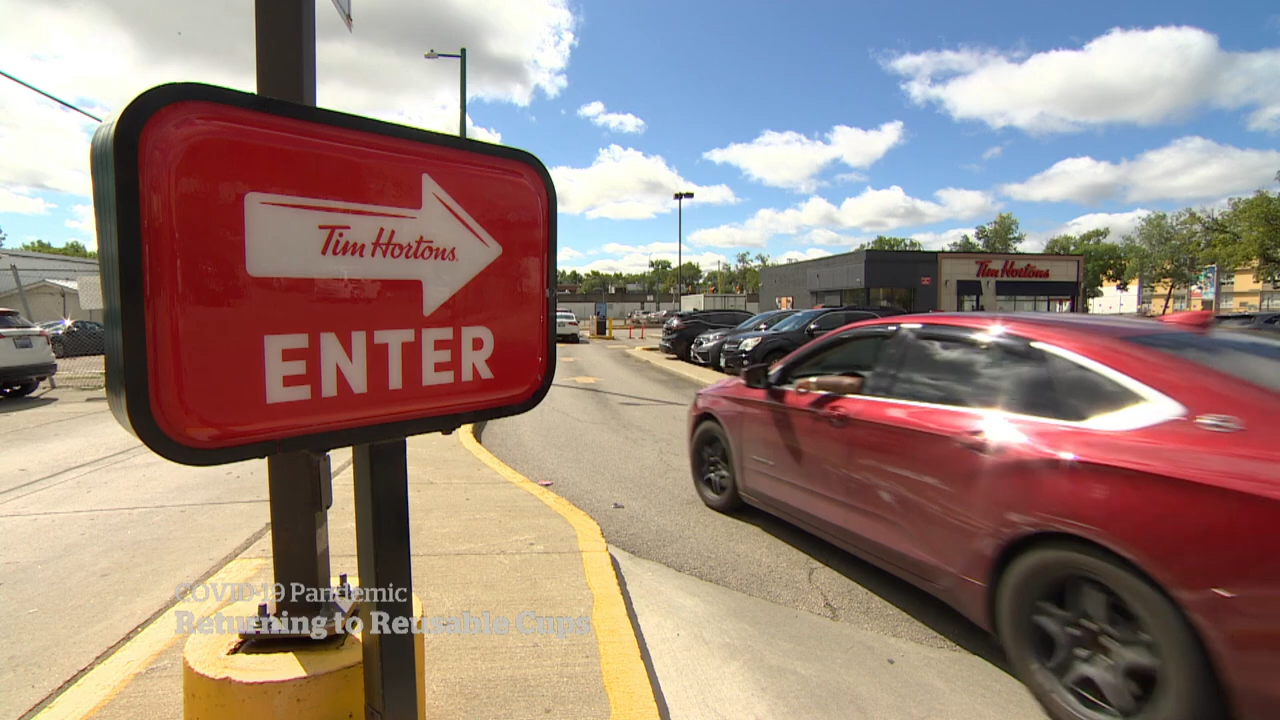 Tim Hortons
ENTER
Tim Hortons
COVID-19 Pandemic
Returning to Reusable Cups